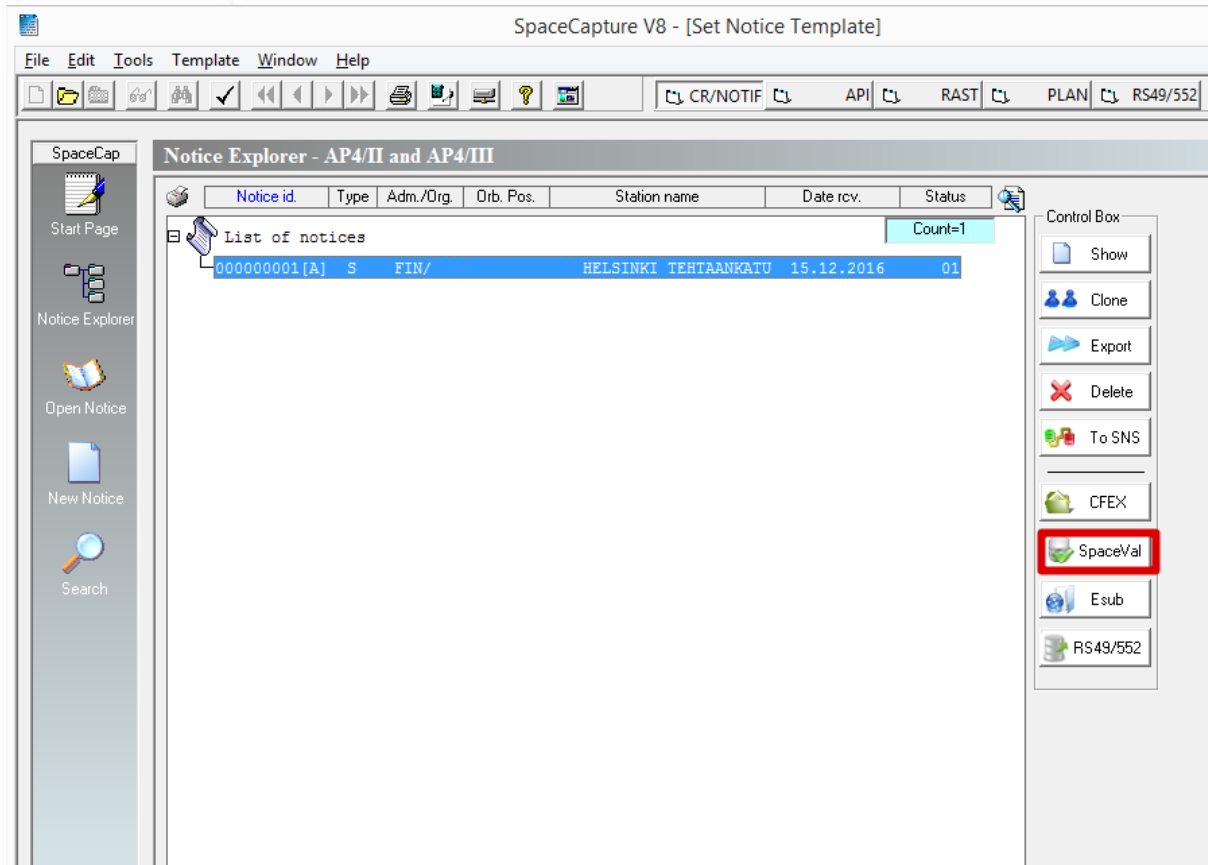 SpaceCapture V8 - [Set Notice Template]
File Edit Tools Template Window Help
CR/NOTIF API RAST PLAN RS49/552
SpaceCap
Notice Explorer - AP4/II and AP4/III
Start Page
Notice Explorer
Open Notice
New Notice
Search
Notice id. Type Adm./Org. Orb. Pos. Station name Date rcv. Status
List of notices Count=1
000000001[A] S FIN/ HELSINKI TEHTAANKATU 15.12.2016 01
Control Box
Show
Clone
Export
Delete
To SNS
CFEX
SpaceVal
Esub
RS49/552